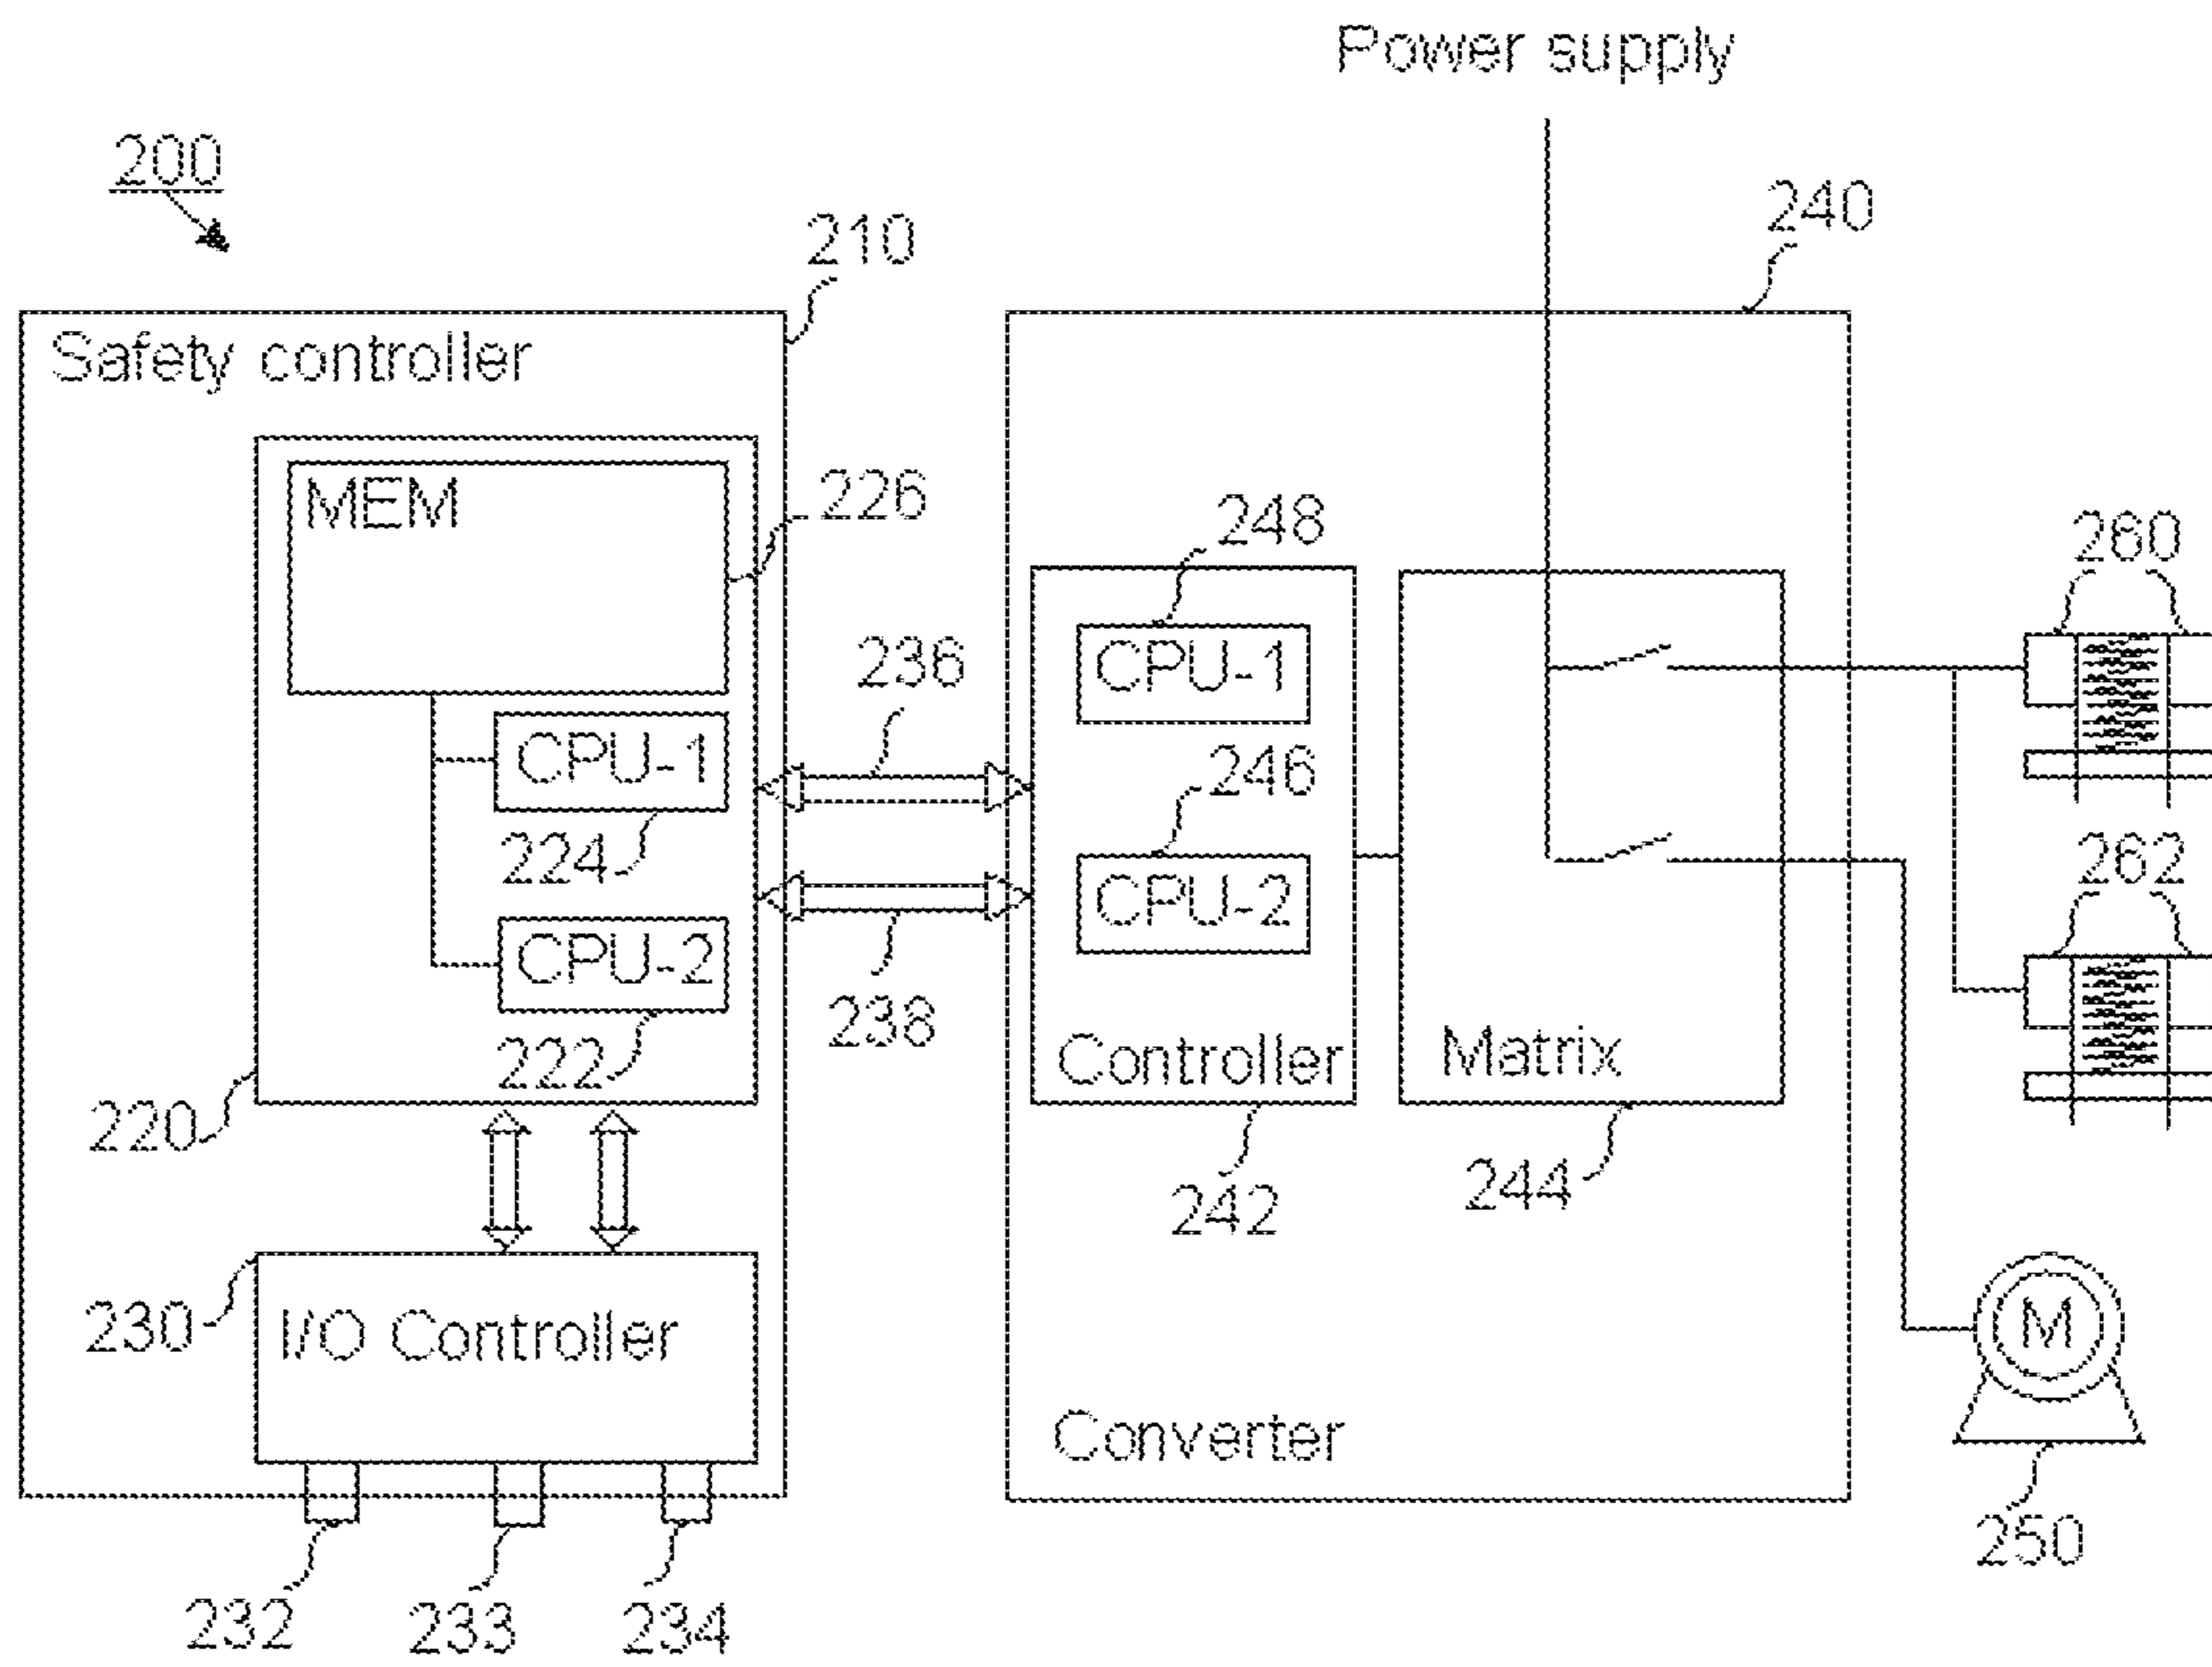 Power supply
200
210
240
Safety controller
MEM
226
248
260
CPU-1
236
CPU-1
246
224
262
CPU-2
CPU-2
238
222
Controller
Matrix
220
242
244
230
I/O Controller
M
Converter
250
232
233
234